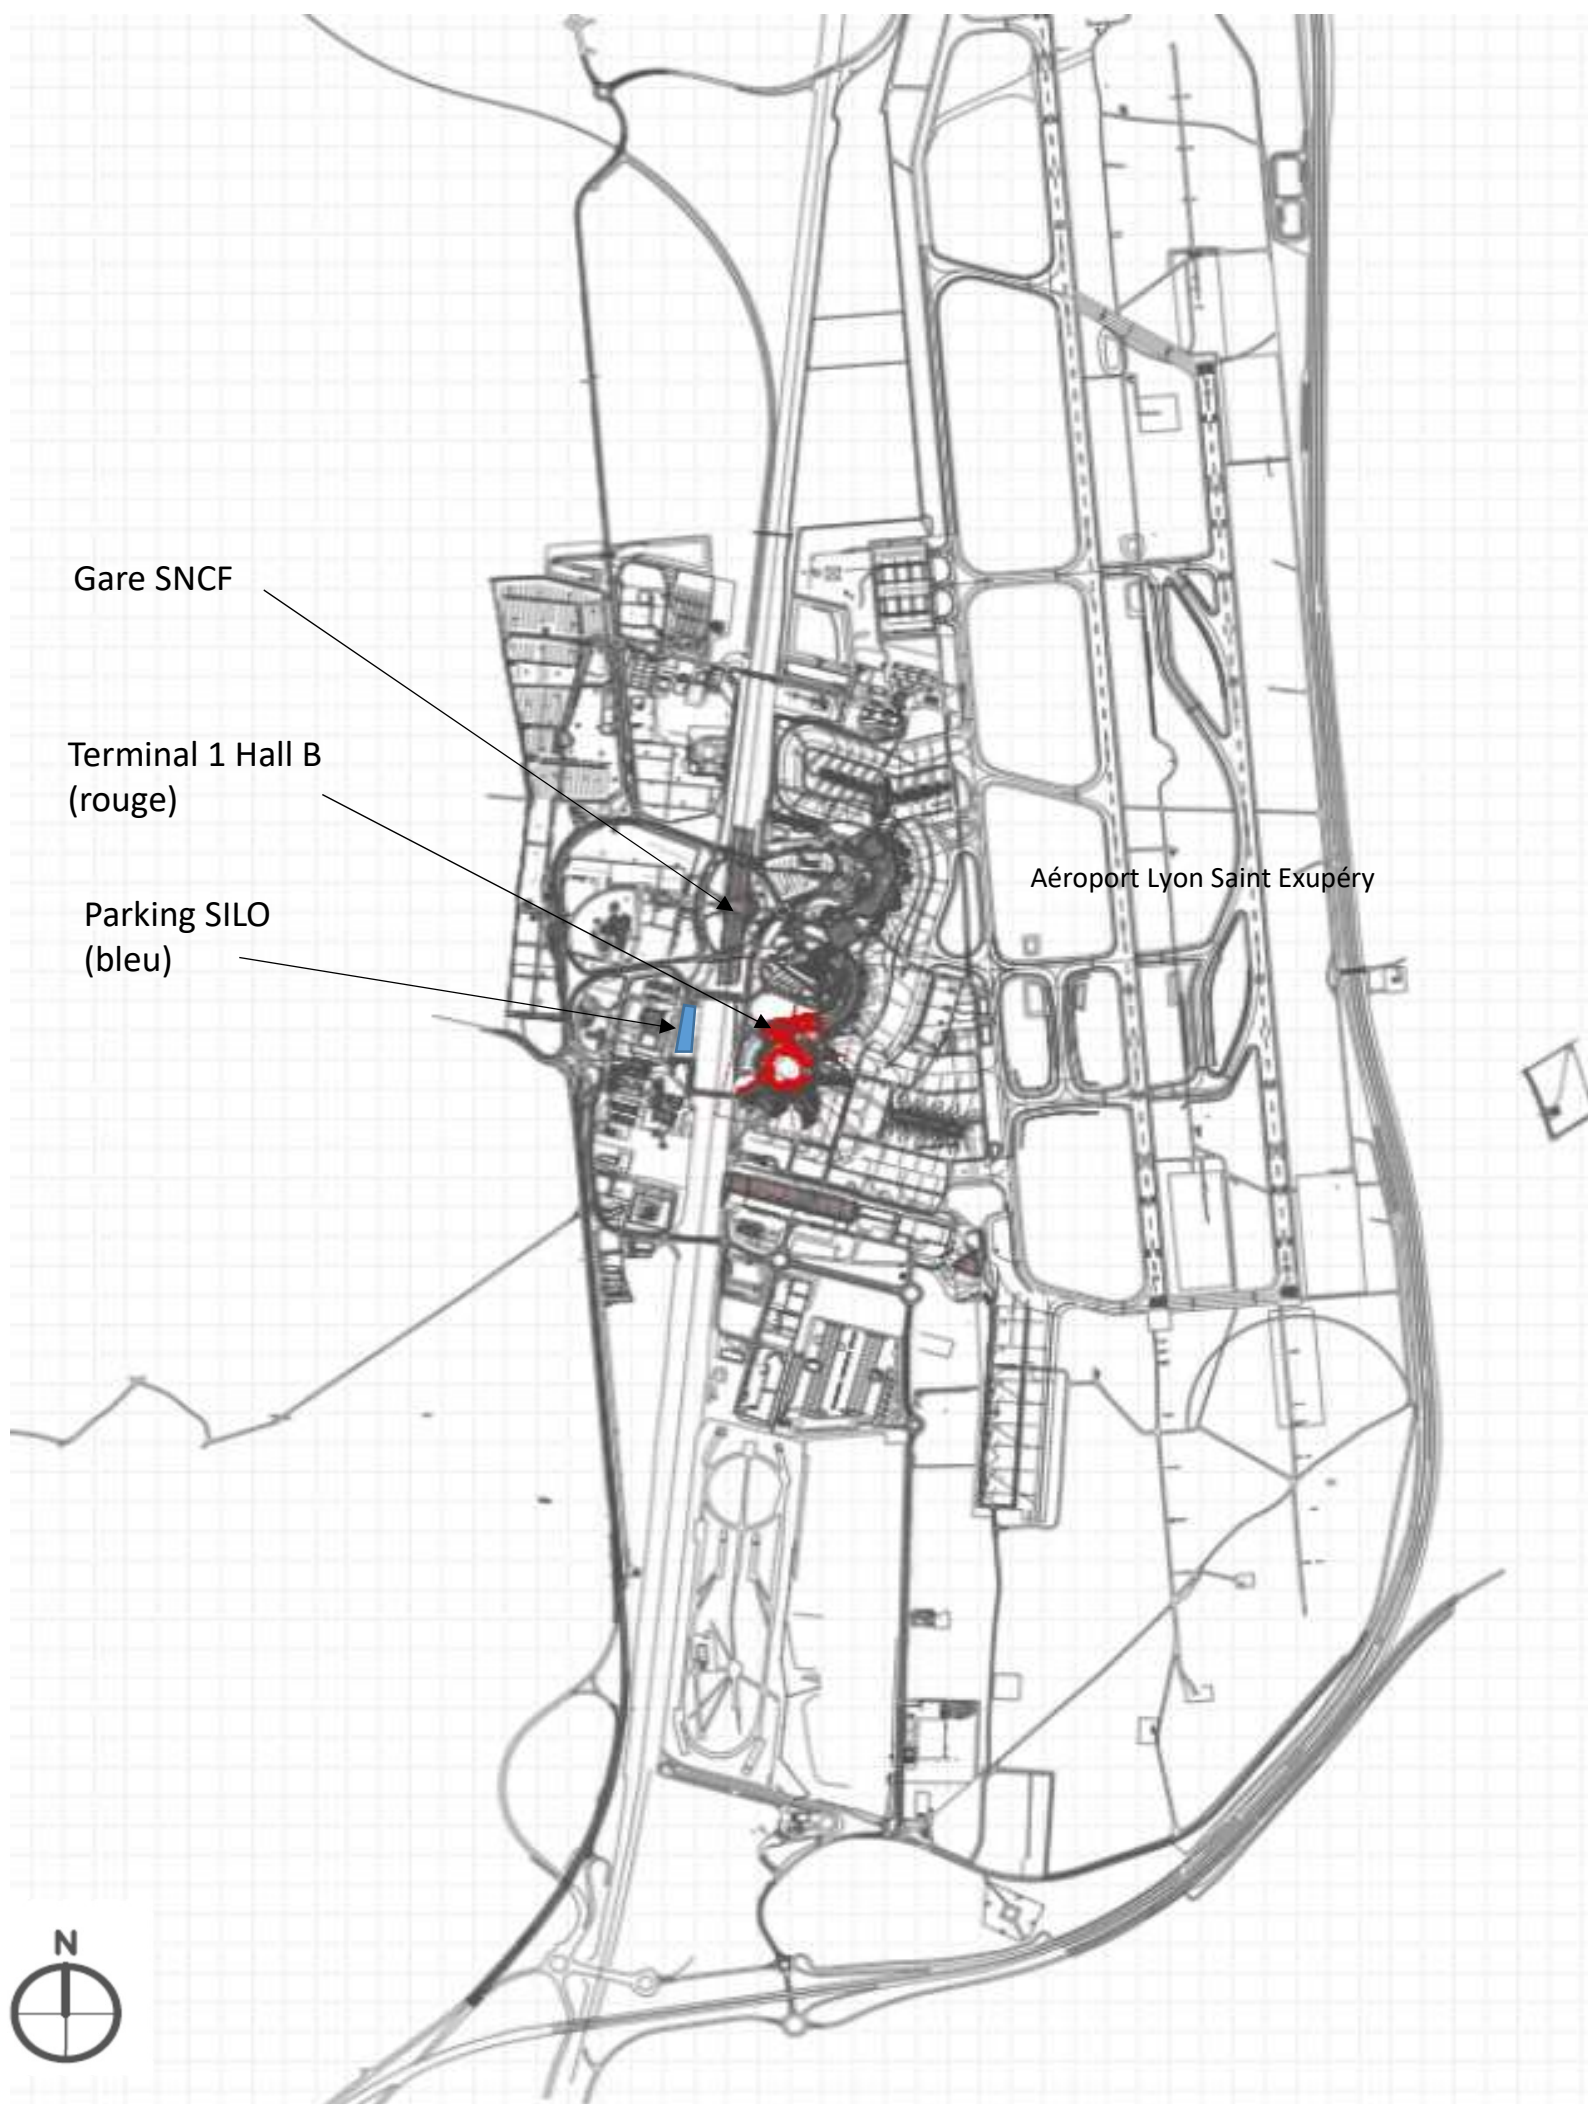 Gare SNCF
Terminal 1 Hall B
(rouge)
Aéroport Lyon Saint Exupéry
Parking SILO
(bleu)
N